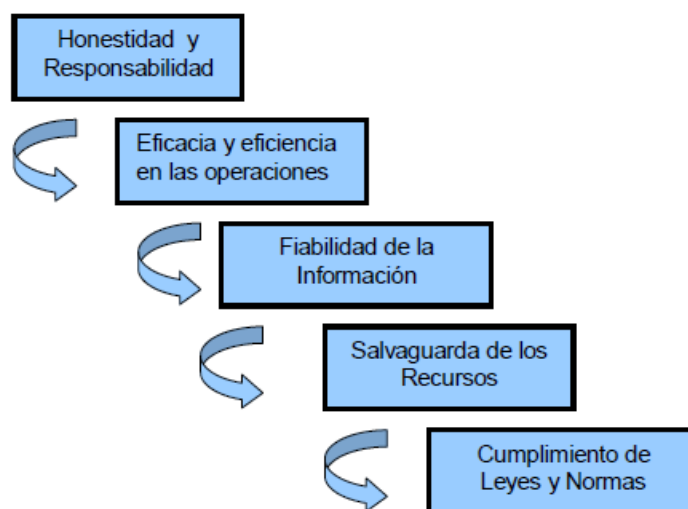 Honestidad y
Responsabilidad
Eficacia y eficiencia
en las operaciones
Fiabilidad de la
Información
Salvaguarda de los
Recursos
Cumplimiento de
Leyes y Normas